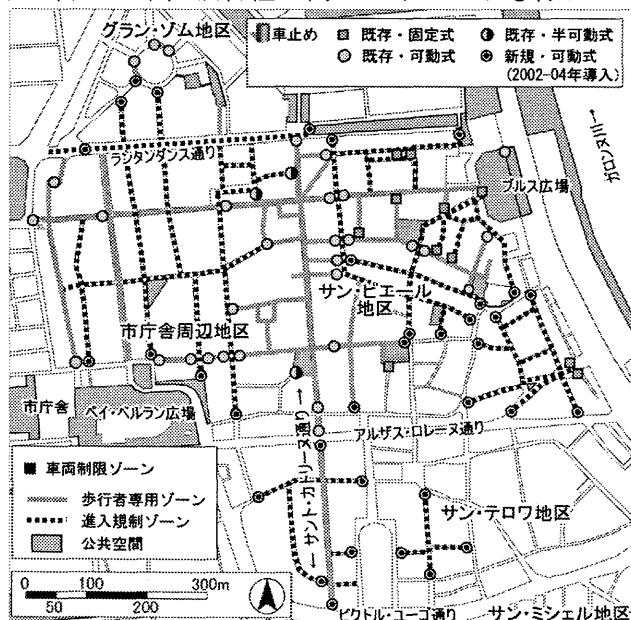 グラン・ゾム地区
車止め
既存・固定式
既存・半可動式
既存・可動式
新規・可動式
(2002-04年導入)
ガロンヌ川→
ランタンダンス通り
ブルス広場
サン・ピエール
地区
市庁舎周辺地区
市庁舎
ペイ・ベルラン広場
←サント・カトリーヌ通り→
アルザス・ロレーヌ通り
車両制限ゾーン
歩行者専用ゾーン
進入規制ゾーン
公共空間
サン・テロワ地区
0 100 300m
50 200
ビクトル・ユーゴ通り
サン・ミシェル地区